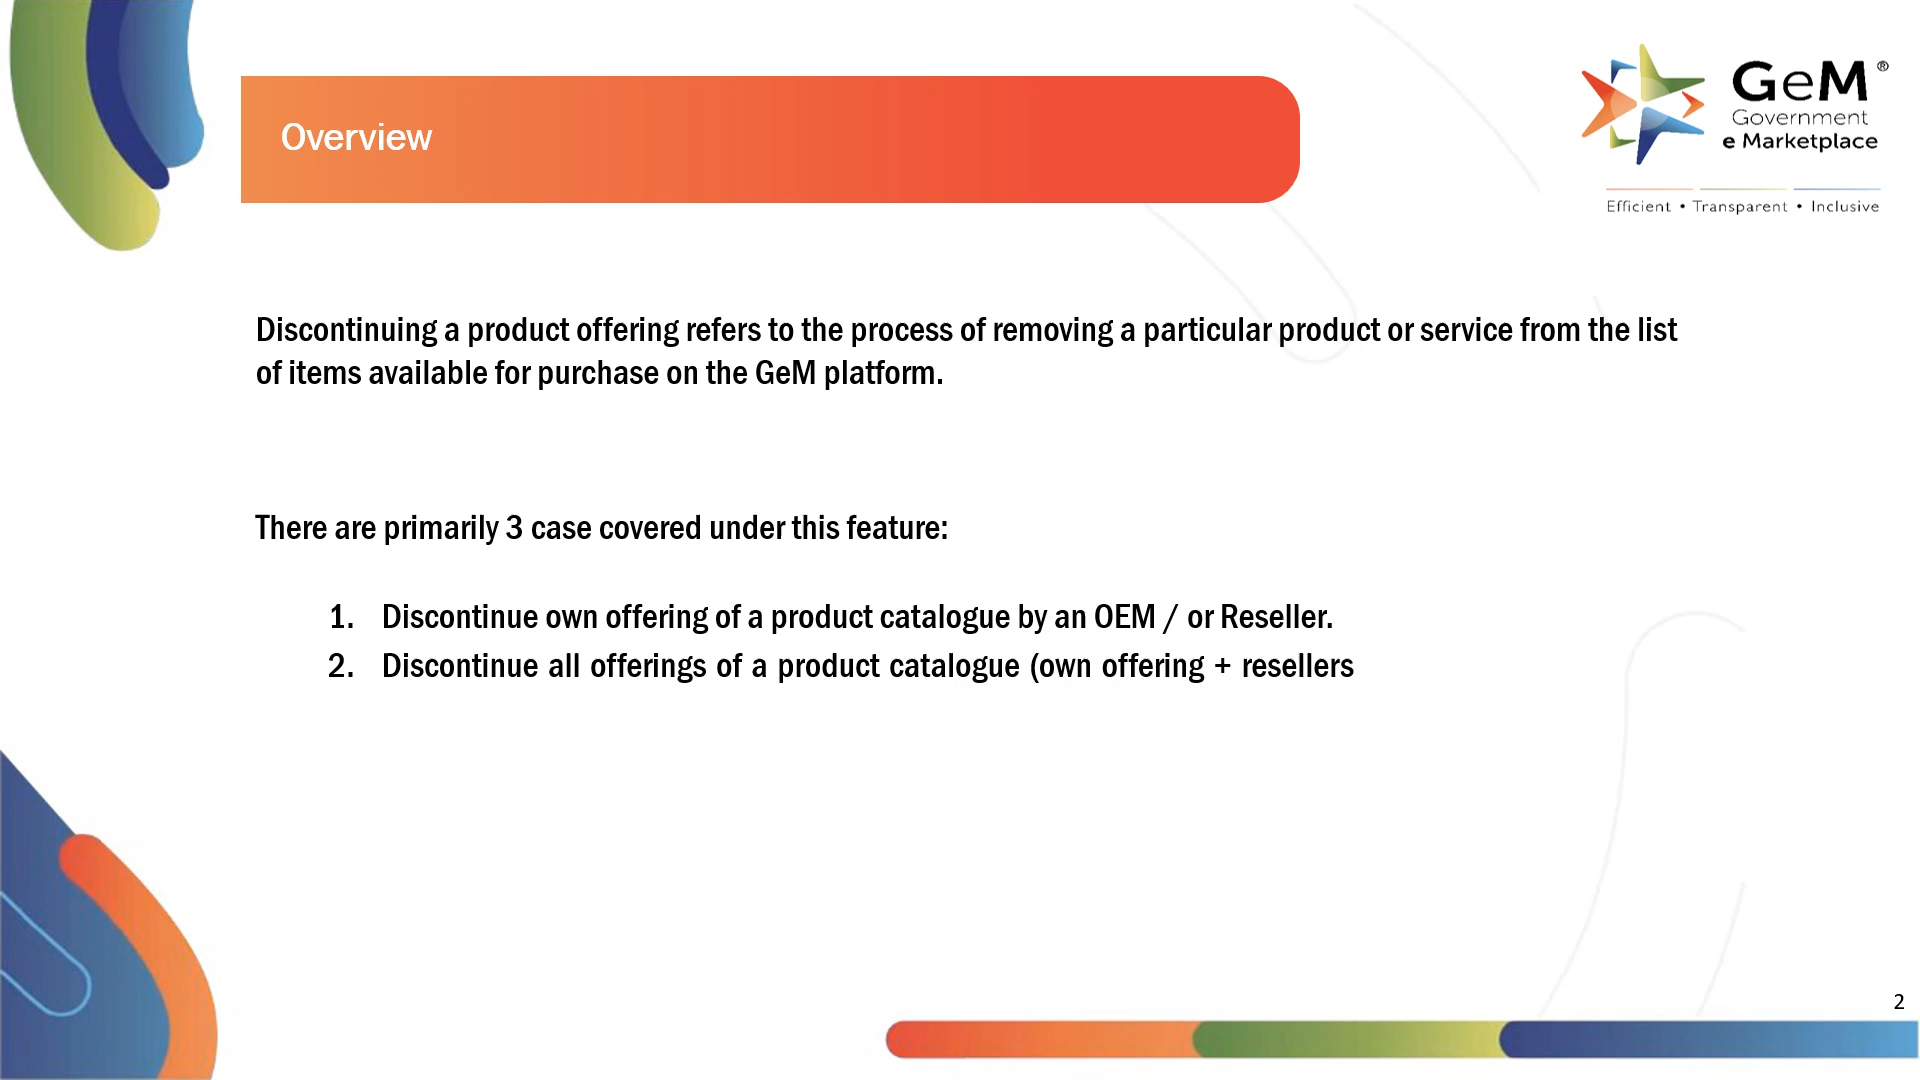 Overview
GeM ®
Government
e Marketplace
Efficient • Transparent • Inclusive
Discontinuing a product offering refers to the process of removing a particular product or service from the list
of items available for purchase on the GeM platform.
There are primarily 3 case covered under this feature:
1. Discontinue own offering of a product catalogue by an OEM / or Reseller.
2. Discontinue all offerings of a product catalogue (own offering + resellers
2